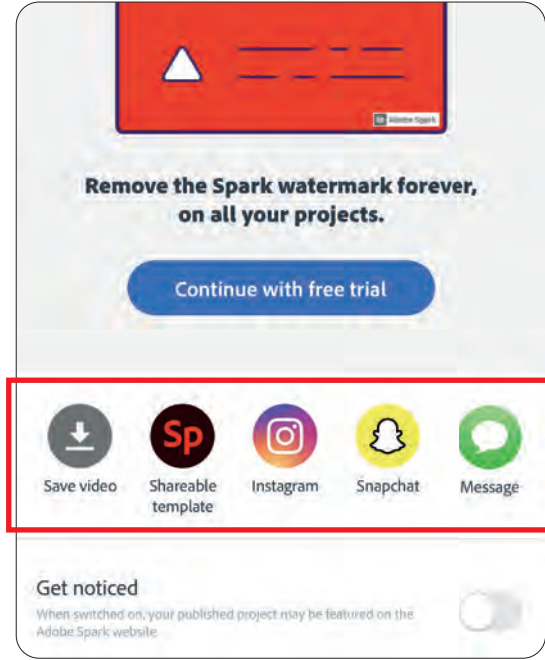 Sp Adobe Spark
Remove the Spark watermark forever,
on all your projects.
Continue with free trial
Sp
Save video
Shareable
template
Instagram
Snapchat
Message
Get noticed
When switched on, your published project may be featured on the
Adobe Spark website